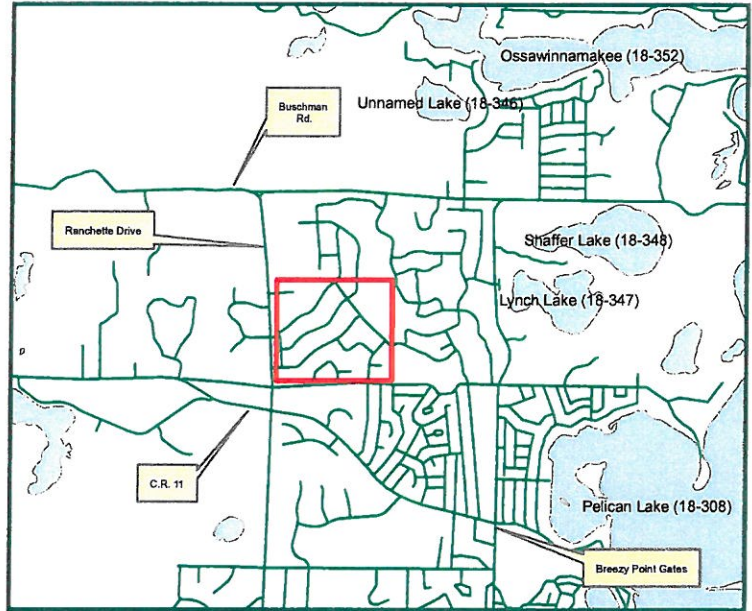 Ossawinnamakee (18-352)
Unnamed Lake (18-346)
Buschman
Rd.
Ranchette Drive
Shaffer Lake (18-348)
Lynch Lake (18-347)
C.R. 11
Pelican Lake (18-308)
Breezy Point Gates